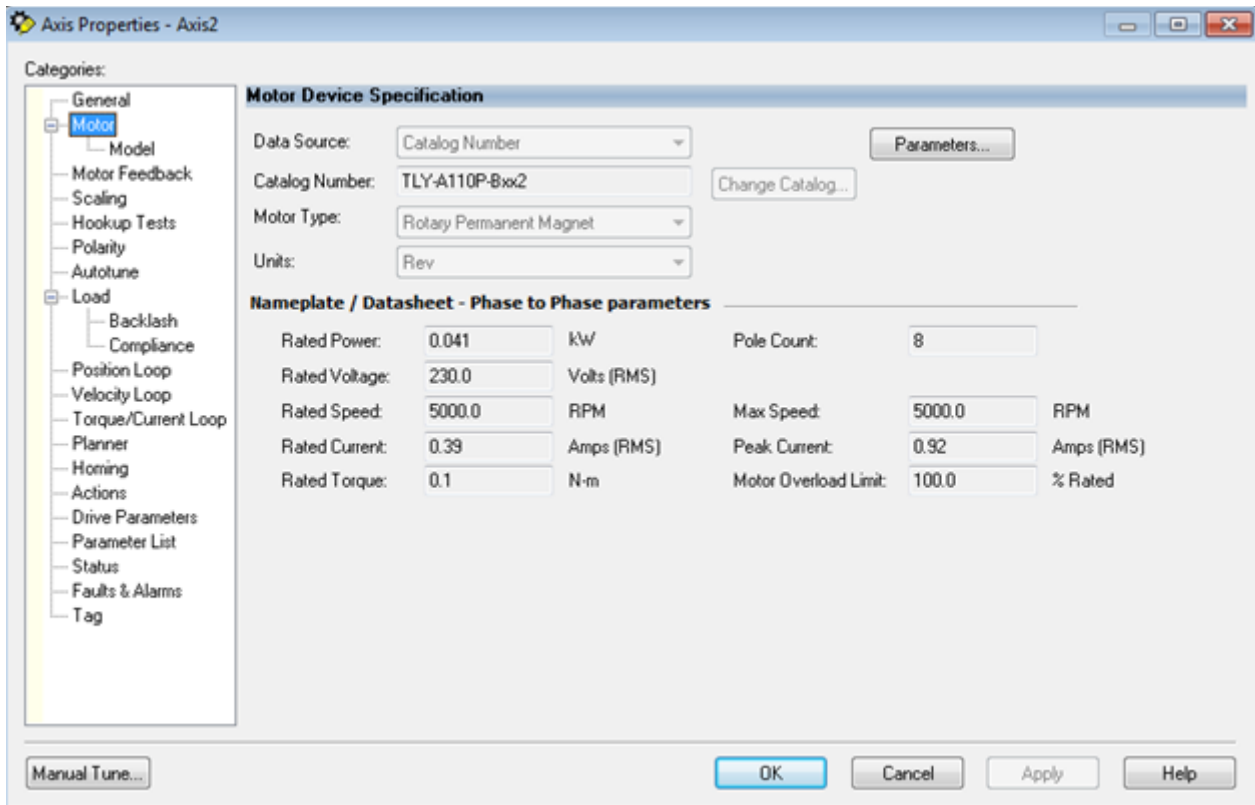 Axis Properties - Axis2
Categories:
General
Motor
Model
Motor Feedback
Scaling
Hookup Tests
Polarity
Autotune
Load
Backlash
Compliance
Position Loop
Velocity Loop
Torque/Current Loop
Planner
Homing
Actions
Drive Parameters
Parameter List
Status
Faults & Alarms
Tag
Motor Device Specification
Data Source: Catalog Number Parameters...
Catalog Number: TLY-A110P-Bxx2 Change Catalog...
Motor Type: Rotary Permanent Magnet
Units: Rev
Nameplate / Datasheet - Phase to Phase parameters
Rated Power: 0.041 kW Pole Count: 8
Rated Voltage: 230.0 Volts (RMS)
Rated Speed: 5000.0 RPM Max Speed: 5000.0 RPM
Rated Current: 0.39 Amps (RMS) Peak Current: 0.92 Amps (RMS)
Rated Torque: 0.1 N-m Motor Overload Limit: 100.0 % Rated
Manual Tune... OK Cancel Apply Help